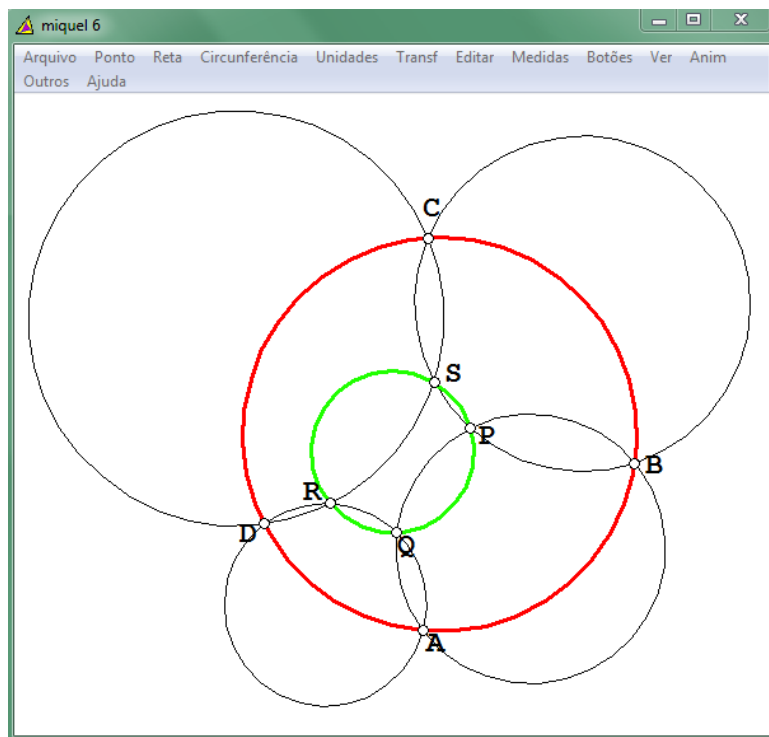 miquel 6
Arquivo Ponto Reta Circunferência Unidades Transf Editar Medidas Botões Ver Anim
Outros Ajuda
C
S
P
B
R
D
Q
A